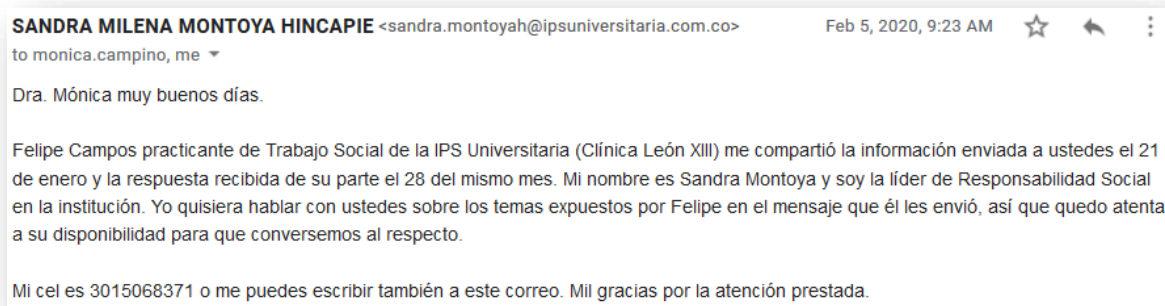 SANDRA MILENA MONTOYA HINCAPIE <sandra.montoyah@ipsuniversitaria.com.co> Feb 5, 2020, 9:23 AM
to monica.campino, me
Dra. Mónica muy buenos días.
Felipe Campos practicante de Trabajo Social de la IPS Universitaria (Clínica León XIII) me compartió la información enviada a ustedes el 21
de enero y la respuesta recibida de su parte el 28 del mismo mes. Mi nombre es Sandra Montoya y soy la líder de Responsabilidad Social
en la institución. Yo quisiera hablar con ustedes sobre los temas expuestos por Felipe en el mensaje que él les envió, así que quedo atenta
a su disponibilidad para que conversemos al respecto.
Mi cel es 3015068371 o me puedes escribir también a este correo. Mil gracias por la atención prestada.